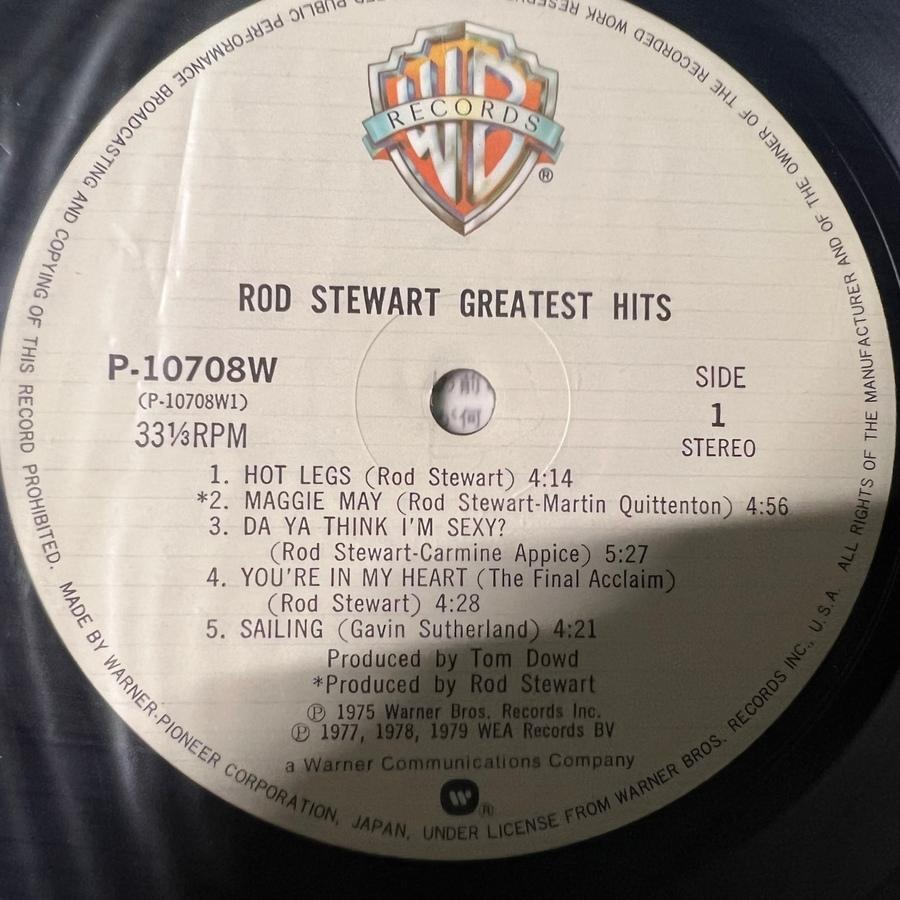 WB
RECORDS
®
ROD STEWART GREATEST HITS
P-10708W
(P-10708W1)
33⅓RPM
SIDE
1
STEREO
1. HOT LEGS (Rod Stewart) 4:14
*2. MAGGIE MAY (Rod Stewart-Martin Quittenton) 4:56
3. DA YA THINK I'M SEXY?
(Rod Stewart-Carmine Appice) 5:27
4. YOU'RE IN MY HEART (The Final Acclaim)
(Rod Stewart) 4:28
5. SAILING (Gavin Sutherland) 4:21
Produced by Tom Dowd
*Produced by Rod Stewart
Ⓟ 1975 Warner Bros. Records Inc.
Ⓟ 1977, 1978, 1979 WEA Records BV
a Warner Communications Company
®
MADE BY WARNER-PIONEER CORPORATION, JAPAN, UNDER LICENSE FROM WARNER BROS. RECORDS INC., U.S.A. ALL RIGHTS OF THE MANUFACTURER AND OF THE OWNER OF THE RECORDED WORK PUBLIC PERFORMANCE BROADCASTING AND COPYING OF THIS RECORD PROHIBITED.